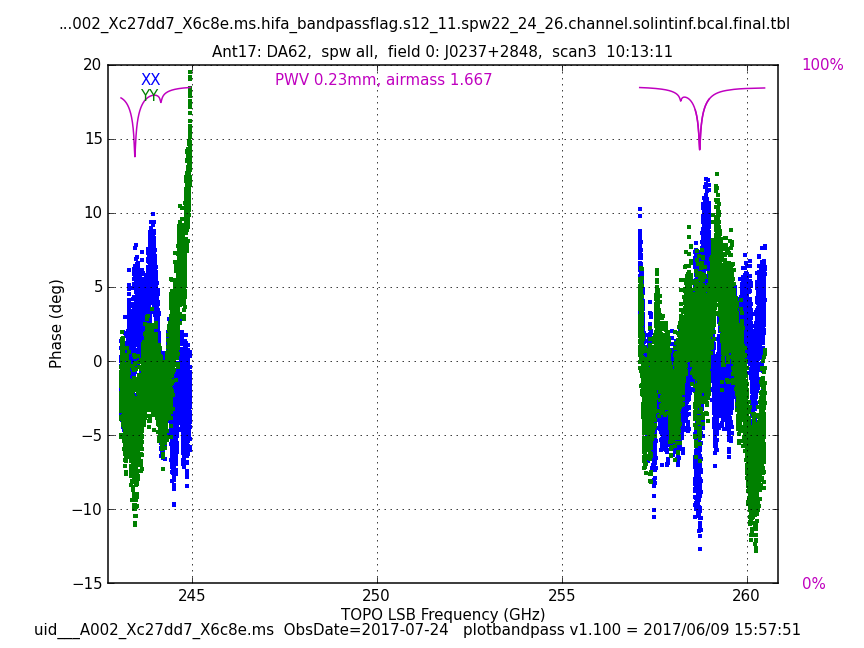 ...002_Xc27dd7_X6c8e.ms.hifa_bandpassflag.s12_11.spw22_24_26.channel.solintinf.bcal.final.tbl
Ant17: DA62,  spw all,  field 0: J0237+2848,  scan3  10:13:11
20
100%
XX
PWV 0.23mm, airmass 1.667
YY
15
10
5
0
−5
−10
−15
0%
Phase (deg)
245
250
255
260
TOPO LSB Frequency (GHz)
uid___A002_Xc27dd7_X6c8e.ms  ObsDate=2017-07-24   plotbandpass v1.100 = 2017/06/09 15:57:51